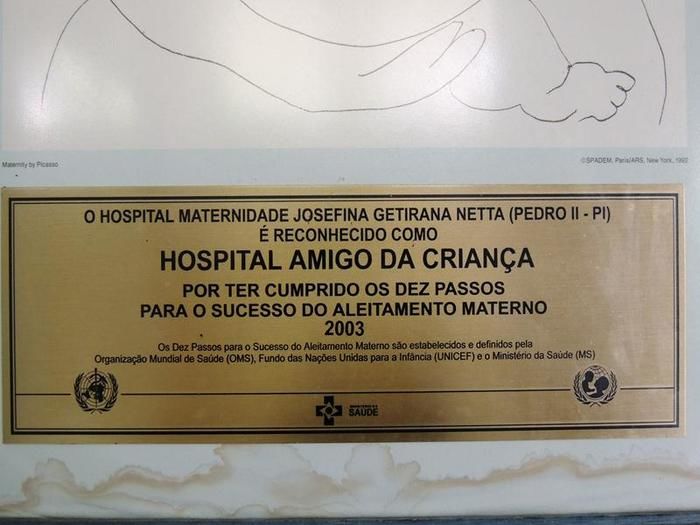 Maternity by Picasso
©SPADEM, Paris/ARS, New York, 1992
O HOSPITAL MATERNIDADE JOSEFINA GETIRANA NETTA (PEDRO II - PI)
É RECONHECIDO COMO
HOSPITAL AMIGO DA CRIANÇA
POR TER CUMPRIDO OS DEZ PASSOS
PARA O SUCESSO DO ALEITAMENTO MATERNO
2003
Os Dez Passos para o Sucesso do Aleitamento Materno são estabelecidos e definidos pela
Organização Mundial de Saúde (OMS), Fundo das Nações Unidas para a Infância (UNICEF) e o Ministério da Saúde (MS)
MINISTÉRIO DA
SAÚDE